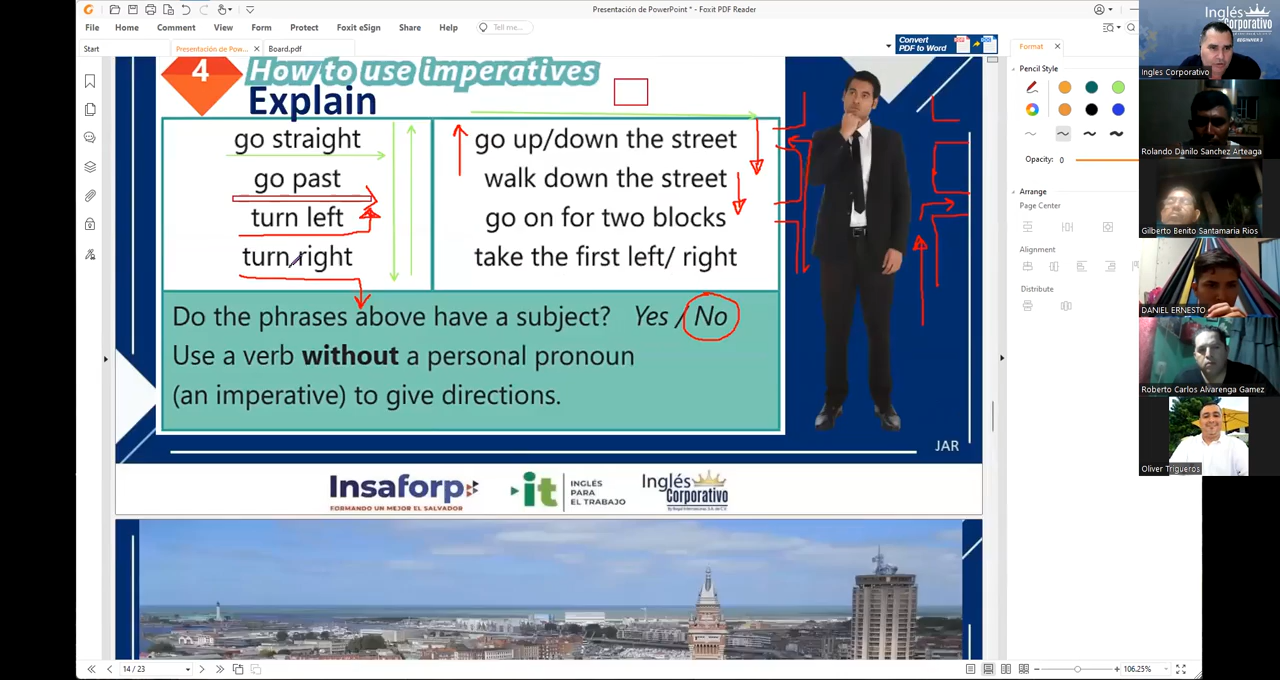 Presentación de PowerPoint * - Foxit PDF Reader
File Home Comment View Form Protect Foxit eSign Share Help Tell me...
Start Presentación de Pow... Board.pdf
Convert
PDF to Word
4 How to use imperatives
Explain
go straight
go past
turn left
turn right
go up/down the street
walk down the street
go on for two blocks
take the first left/ right
Do the phrases above have a subject? Yes / No
Use a verb without a personal pronoun
(an imperative) to give directions.
JAR
Insaforp
FORMANDO UN MEJOR EL SALVADOR
it
INGLÉS
PARA
EL TRABAJO
Inglés
Corporativo
14 / 23
106.25%
Format
Pencil Style
Opacity: 0
Arrange
Page Center
Alignment
Distribute
Inglés
Corporativo
BEGINNER 3
Ingles Corporativo
Rolando Danilo Sanchez Arteaga
Gilberto Benito Santamaria Rios
DANIEL ERNESTO
Roberto Carlos Alvarenga Gamez
Oliver Trigueros